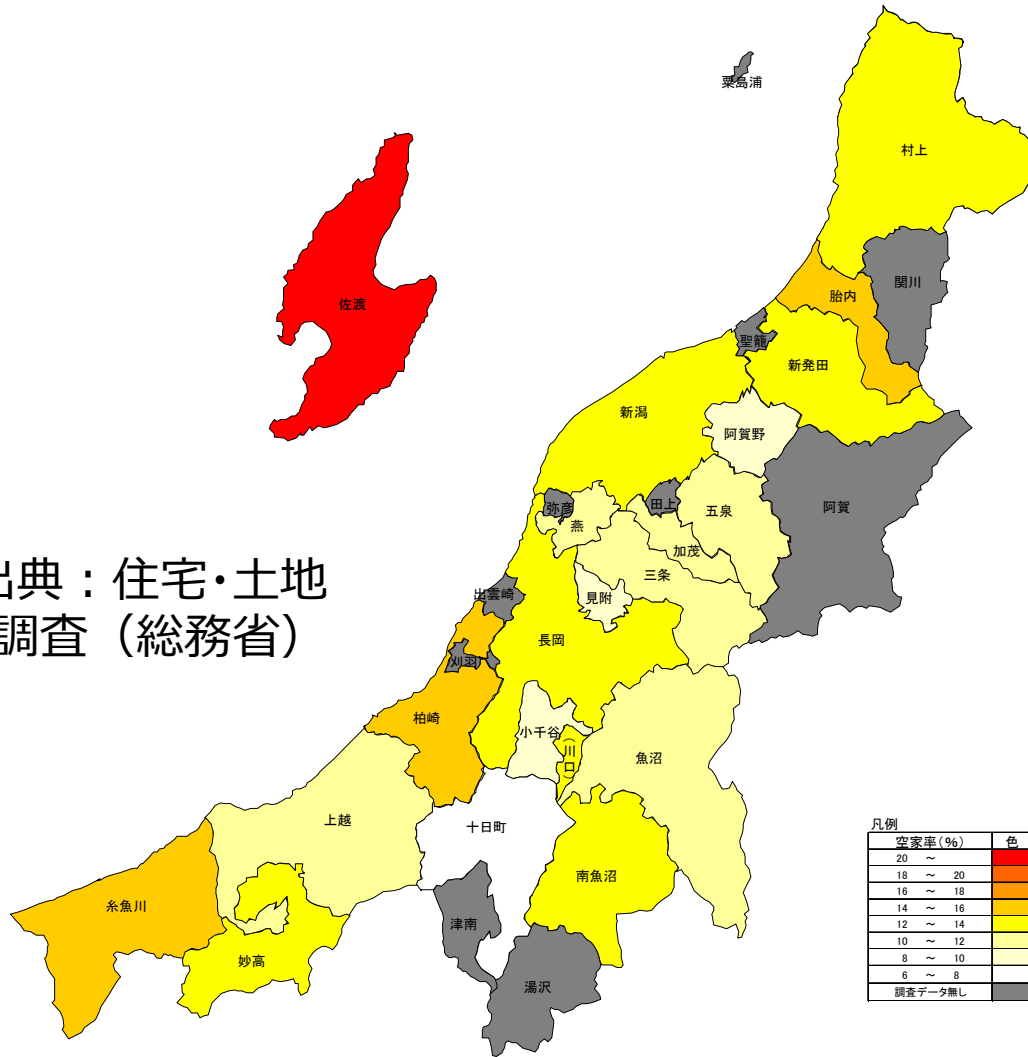 粟島浦
村上
関川
佐渡
胎内
聖籠
新発田
新潟
阿賀野
弥彦
田上
五泉
阿賀
燕
加茂
三条
出典：住宅・土地
調査（総務省）
出雲崎
見附
長岡
刈羽
柏崎
小千谷
（川口）
魚沼
上越
十日町
南魚沼
糸魚川
津南
妙高
湯沢
凡例
空家率（%） 色
20 ～
18 ～ 20
16 ～ 18
14 ～ 16
12 ～ 14
10 ～ 12
8 ～ 10
6 ～ 8
調査データ無し